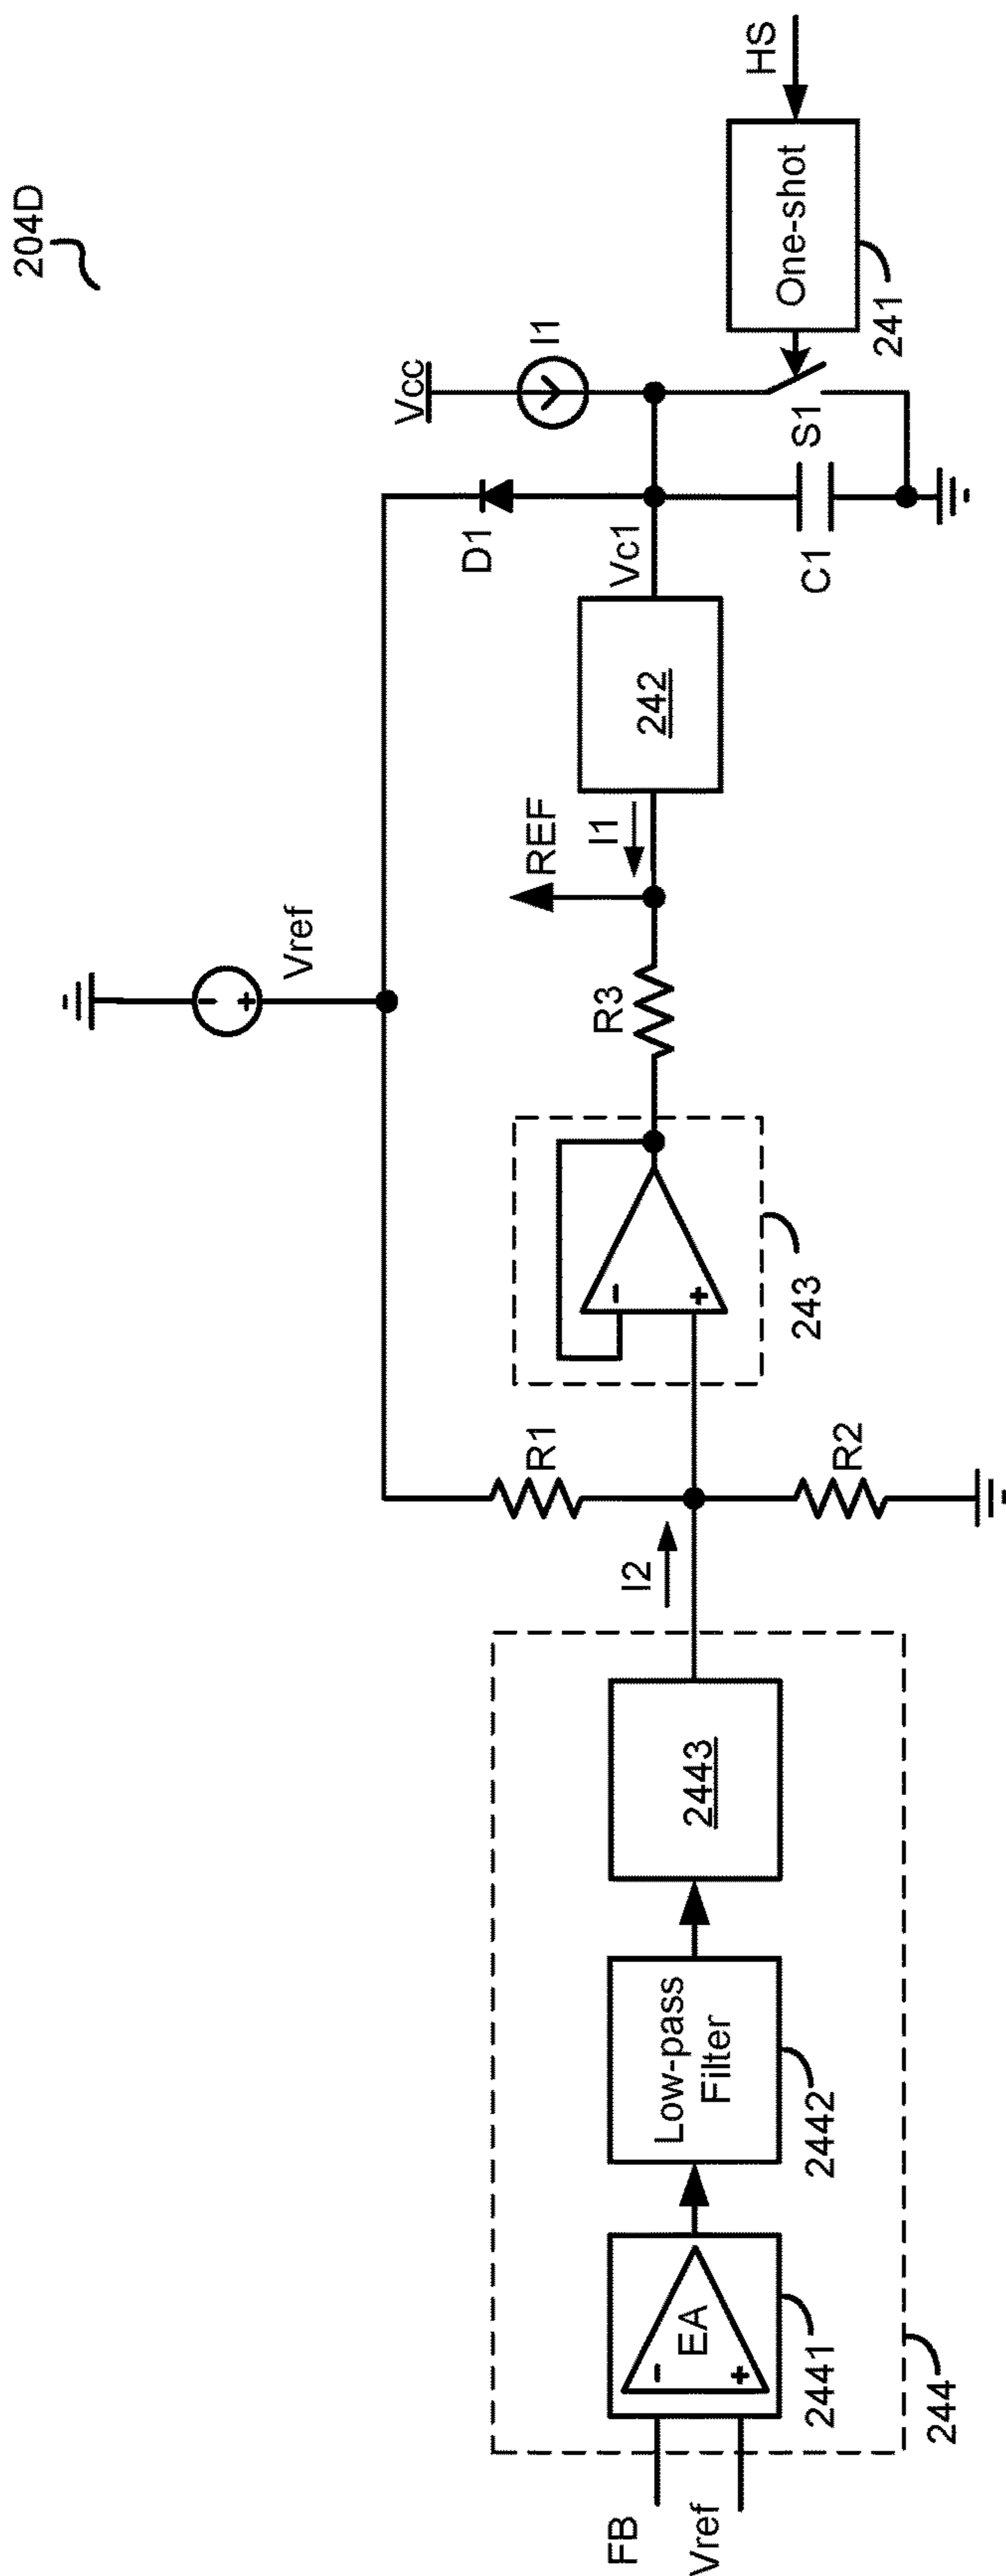 204D
Vref
Vcc
I1
HS
D1
REF
I1
Vc1
One-shot
241
S1
C1
242
R3
243
R1
R2
I2
2443
Low-pass
Filter
2442
EA
-
+
2441
244
FB
Vref
-
+
-
+